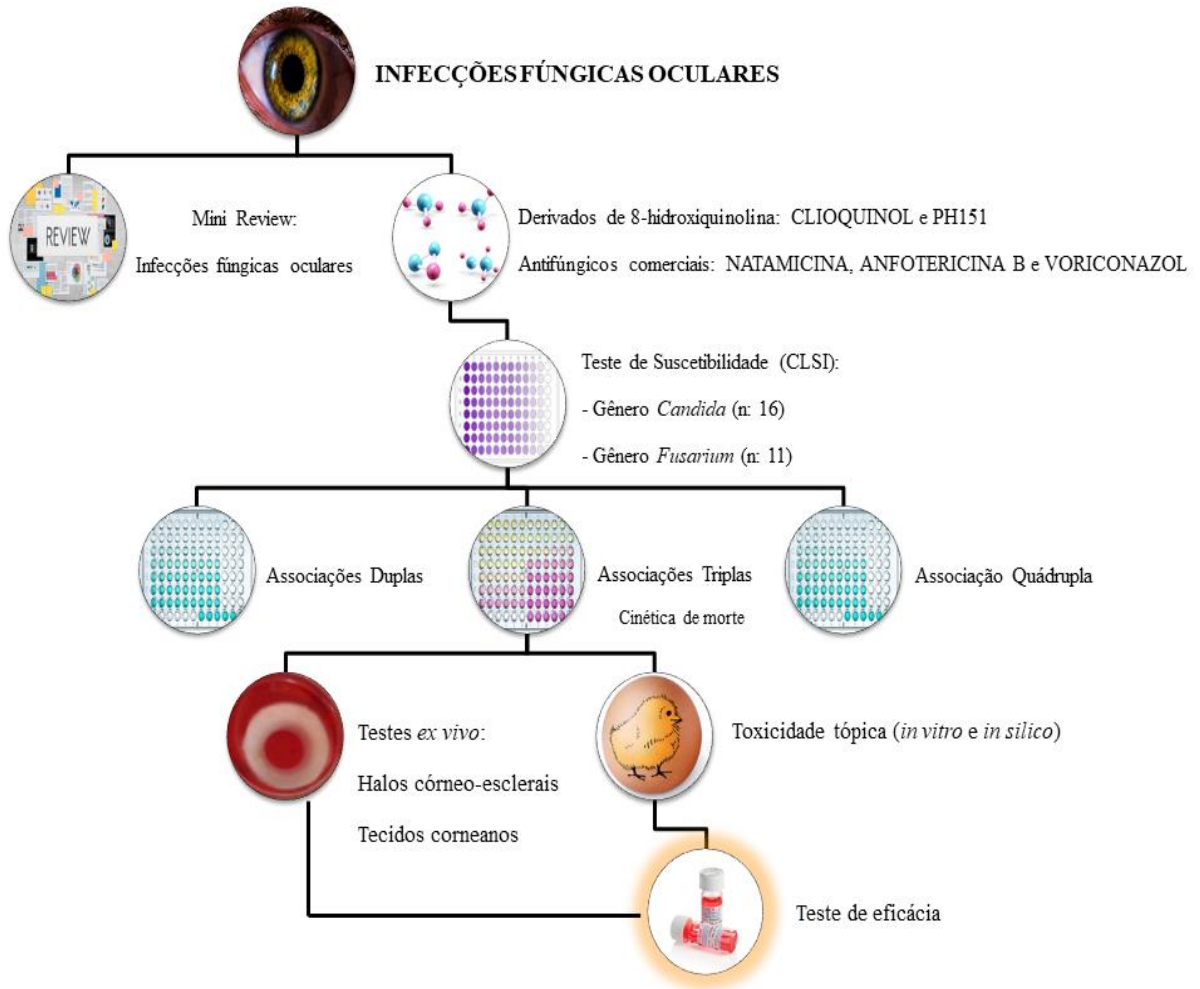 INFECÇÕES FÚNGICAS OCULARES
Mini Review:
Infecções fúngicas oculares
REVIEW
Derivados de 8-hidroxiquinolina: CLIOQUINOL e PH151
Antifúngicos comerciais: NATAMICINA, ANFOTERICINA B e VORICONAZOL
Teste de Suscetibilidade (CLSI):
- Gênero Candida (n: 16)
- Gênero Fusarium (n: 11)
Associações Duplas
Associações Triplas
Cinética de morte
Associação Quádrupla
Testes ex vivo:
Halos córneo-esclerais
Tecidos corneanos
Toxicidade tópica (in vitro e in silico)
Teste de eficácia